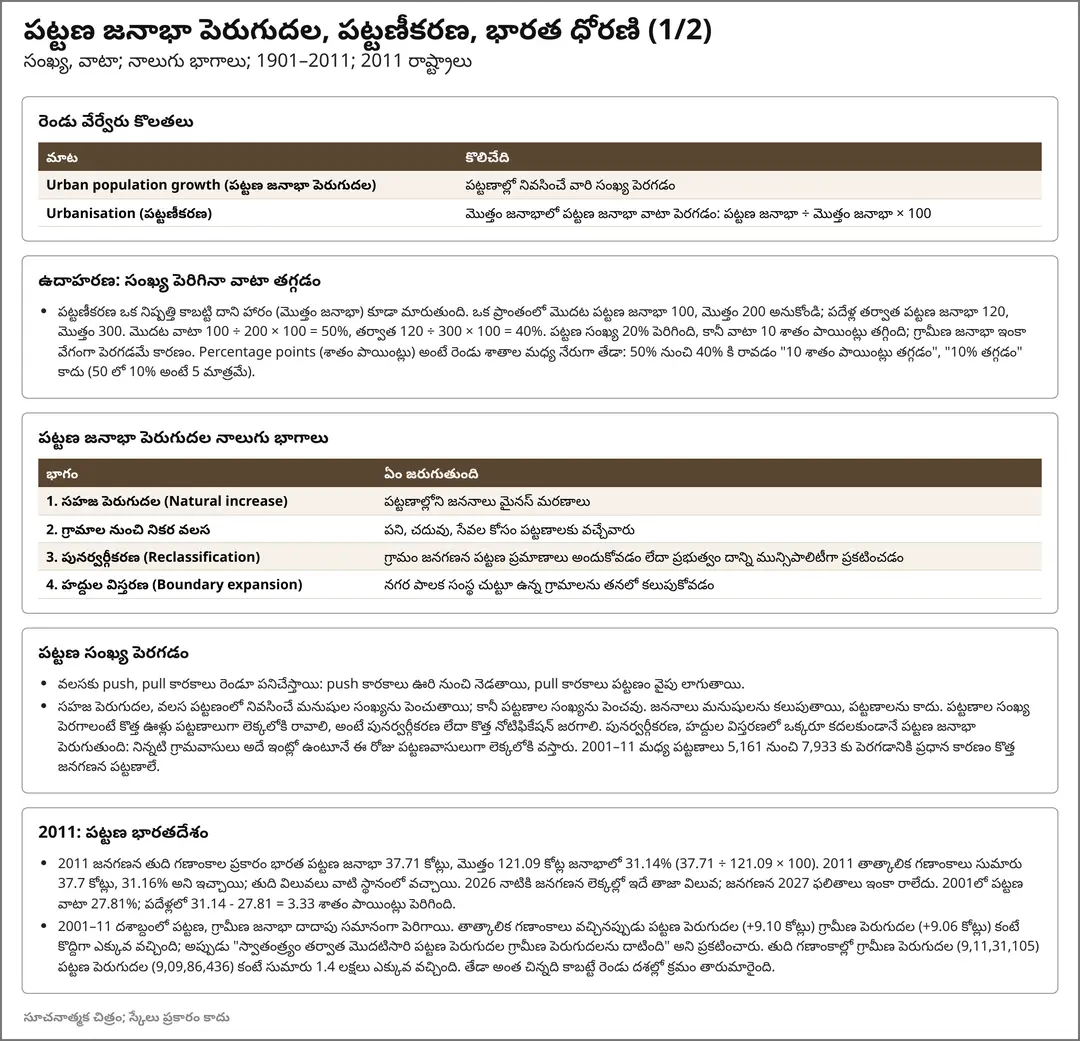 పట్టణ జనాభా పెరుగుదల, పట్టణీకరణ, భారత ధోరణి (1/2)
సంఖ్య, వాటా; నాలుగు భాగాలు; 1901–2011; 2011 రాష్ట్రాలు
రెండు వేర్వేరు కొలతలు
మాట కొలిచేది
Urban population growth (పట్టణ జనాభా పెరుగుదల) పట్టణాల్లో నివసించే వారి సంఖ్య పెరగడం
Urbanisation (పట్టణీకరణ) మొత్తం జనాభాలో పట్టణ జనాభా వాటా పెరగడం: పట్టణ జనాభా ÷ మొత్తం జనాభా × 100
ఉదాహరణ: సంఖ్య పెరిగినా వాటా తగ్గడం
• పట్టణీకరణ ఒక నిష్పత్తి కాబట్టి దాని హారం (మొత్తం జనాభా) కూడా మారుతుంది. ఒక ప్రాంతంలో మొదట పట్టణ జనాభా 100, మొత్తం 200 అనుకోండి; పదేళ్ల తర్వాత పట్టణ జనాభా 120,
మొత్తం 300. మొదట వాటా 100 ÷ 200 × 100 = 50%, తర్వాత 120 ÷ 300 × 100 = 40%. పట్టణ సంఖ్య 20% పెరిగింది, కానీ వాటా 10 శాతం పాయింట్లు తగ్గింది; గ్రామీణ జనాభా ఇంకా
వేగంగా పెరగడమే కారణం. Percentage points (శాతం పాయింట్లు) అంటే రెండు శాతాల మధ్య నేరుగా తేడా: 50% నుంచి 40% కి రావడం "10 శాతం పాయింట్లు తగ్గడం", "10% తగ్గడం"
కాదు (50 లో 10% అంటే 5 మాత్రమే).
పట్టణ జనాభా పెరుగుదల నాలుగు భాగాలు
భాగం ఏం జరుగుతుంది
1. సహజ పెరుగుదల (Natural increase) పట్టణాల్లోని జననాలు మైనస్ మరణాలు
2. గ్రామాల నుంచి నికర వలస పని, చదువు, సేవల కోసం పట్టణాలకు వచ్చేవారు
3. పునర్వర్గీకరణ (Reclassification) గ్రామం జనగణన పట్టణ ప్రమాణాలు అందుకోవడం లేదా ప్రభుత్వం దాన్ని మున్సిపాలిటీగా ప్రకటించడం
4. హద్దుల విస్తరణ (Boundary expansion) నగర పాలక సంస్థ చుట్టూ ఉన్న గ్రామాలను తనలో కలుపుకోవడం
పట్టణ సంఖ్య పెరగడం
• వలసకు push, pull కారకాలు రెండూ పనిచేస్తాయి: push కారకాలు ఊరి నుంచి నెడతాయి, pull కారకాలు పట్టణం వైపు లాగుతాయి.
• సహజ పెరుగుదల, వలస పట్టణంలో నివసించే మనుషుల సంఖ్యను పెంచుతాయి; కానీ పట్టణాల సంఖ్యను పెంచవు. జననాలు మనుషులను కలుపుతాయి, పట్టణాలను కాదు. పట్టణాల సంఖ్య
పెరగాలంటే కొత్త ఊళ్లు పట్టణాలుగా లెక్కలోకి రావాలి, అంటే పునర్వర్గీకరణ లేదా కొత్త నోటిఫికేషన్ జరగాలి. పునర్వర్గీకరణ, హద్దుల విస్తరణలో ఒక్కరూ కదలకుండానే పట్టణ జనాభా
పెరుగుతుంది: నిన్నటి గ్రామవాసులు అదే ఇంట్లో ఉంటూనే ఈ రోజు పట్టణవాసులుగా లెక్కలోకి వస్తారు. 2001–11 మధ్య పట్టణాలు 5,161 నుంచి 7,933 కు పెరగడానికి ప్రధాన కారణం కొత్త
జనగణన పట్టణాలే.
2011: పట్టణ భారతదేశం
• 2011 జనగణన తుది గణాంకాల ప్రకారం భారత పట్టణ జనాభా 37.71 కోట్లు, మొత్తం 121.09 కోట్ల జనాభాలో 31.14% (37.71 ÷ 121.09 × 100). 2011 తాత్కాలిక గణాంకాలు సుమారు
37.7 కోట్లు, 31.16% అని ఇచ్చాయి; తుది విలువలు వాటి స్థానంలో వచ్చాయి. 2026 నాటికి జనగణన లెక్కల్లో ఇదే తాజా విలువ; జనగణన 2027 ఫలితాలు ఇంకా రాలేదు. 2001లో పట్టణ
వాటా 27.81%; పదేళ్లలో 31.14 - 27.81 = 3.33 శాతం పాయింట్లు పెరిగింది.
• 2001–11 దశాబ్దంలో పట్టణ, గ్రామీణ జనాభా దాదాపు సమానంగా పెరిగాయి. తాత్కాలిక గణాంకాలు వచ్చినప్పుడు పట్టణ పెరుగుదల (+9.10 కోట్లు) గ్రామీణ పెరుగుదల (+9.06 కోట్లు) కంటే
కొద్దిగా ఎక్కువ వచ్చింది; అప్పుడు "స్వాతంత్ర్యం తర్వాత మొదటిసారి పట్టణ పెరుగుదల గ్రామీణ పెరుగుదలను దాటింది" అని ప్రకటించారు. తుది గణాంకాల్లో గ్రామీణ పెరుగుదల (9,11,31,105)
పట్టణ పెరుగుదల (9,09,86,436) కంటే సుమారు 1.4 లక్షలు ఎక్కువ వచ్చింది. తేడా అంత చిన్నది కాబట్టే రెండు దశల్లో క్రమం తారుమారైంది.
సూచనాత్మక చిత్రం; స్కేలు ప్రకారం కాదు